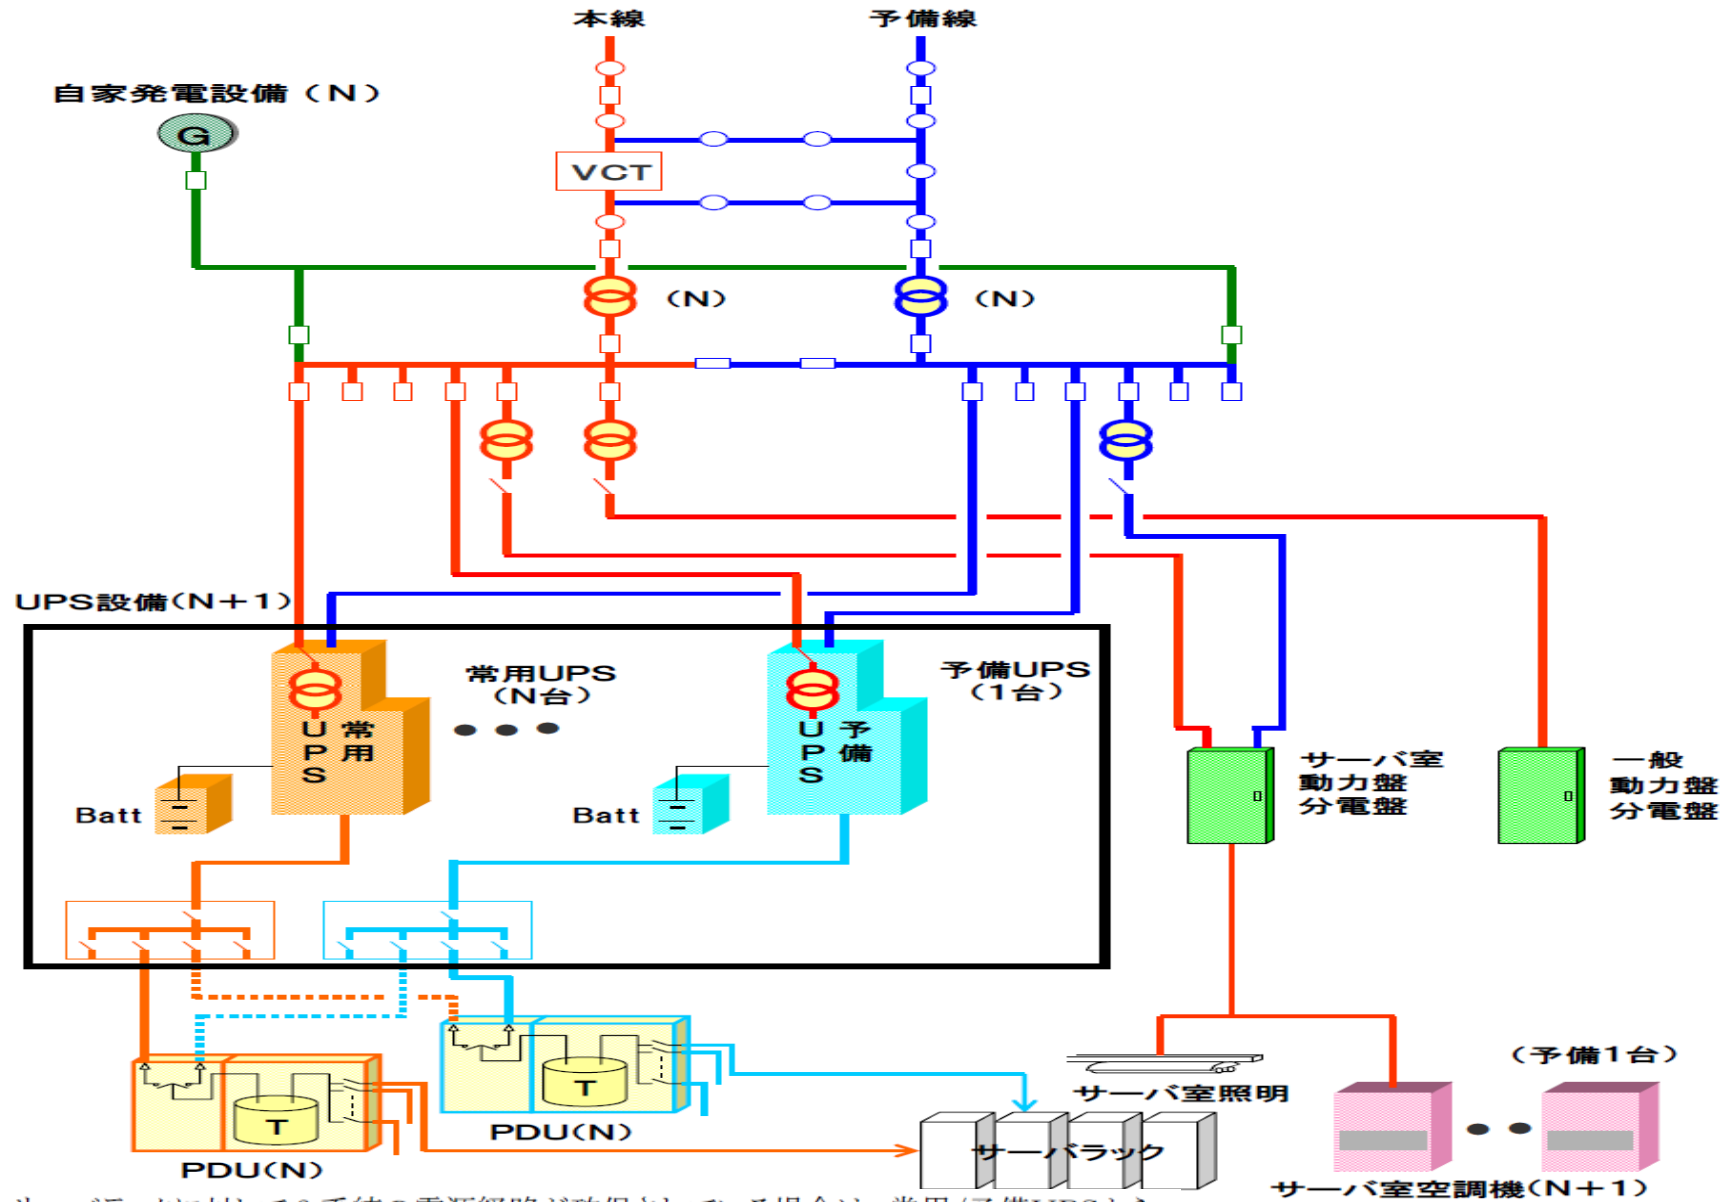 本線
予備線
自家発電設備(N)
G
VCT
(N)
(N)
UPS設備(N+1)
常用UPS
(N台)
予備UPS
(1台)
常用
UPS
予備
UPS
Batt
Batt
サーバ室
動力盤
分電盤
一般
動力盤
分電盤
T
PDU(N)
T
PDU(N)
サーバ室照明
サーバラック
(予備1台)
サーバ室空調機(N+1)